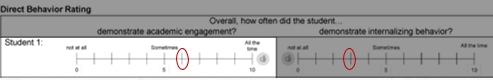 Direct Behavior Rating
Overall, how often did the student...
demonstrate academic engagement? demonstrate internalizing behavior?
Student 1:
not at all Sometimes All the time not at all Sometimes All the time
0 5 10 0 5 10